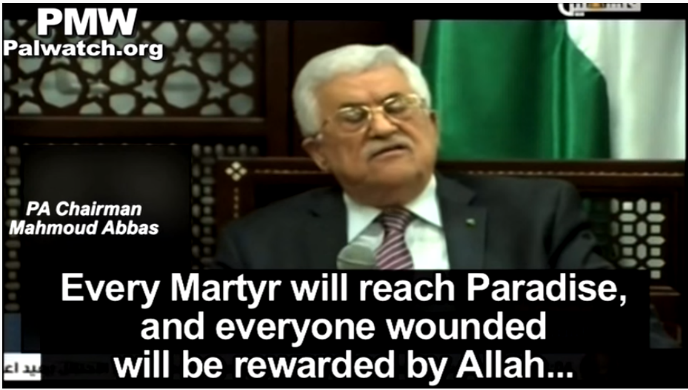 PMW
Palwatch.org
PA Chairman
Mahmoud Abbas
Every Martyr will reach Paradise,
and everyone wounded
will be rewarded by Allah...